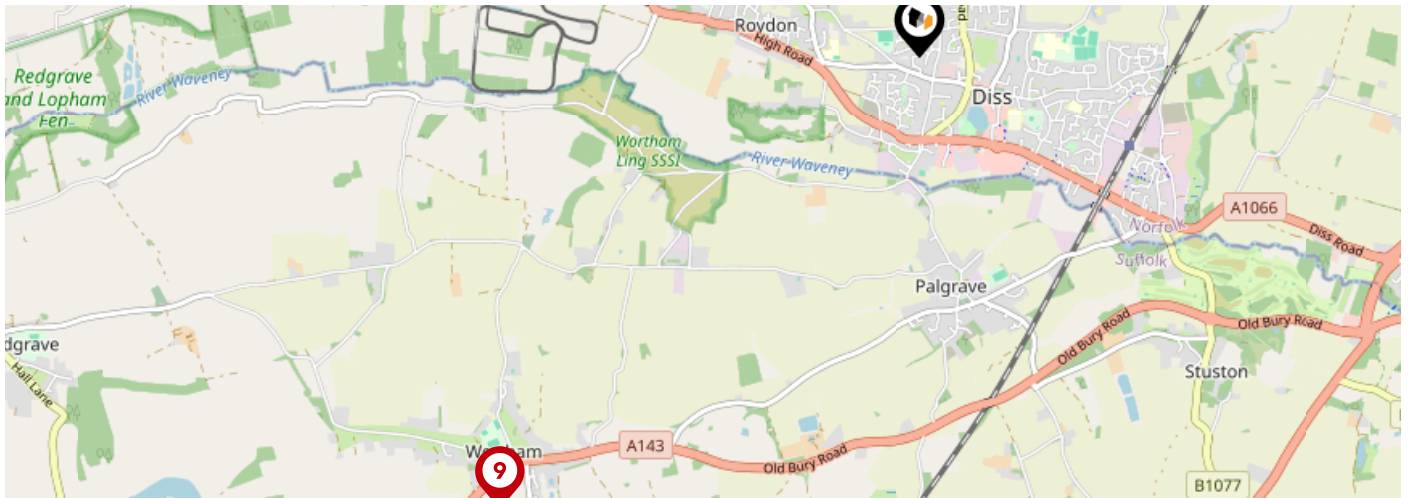 Roydon
ad
High Road
Redgrave
and Lopham
Fen
River Waveney
Diss
Wortham
Ling SSSI
River Waveney
A1066
Norfolk
Diss Road
Suffolk
Palgrave
Old Bury Road
Old Bury Road
dgrave
Hall Lane
Stuston
A143
9
Old Bury Road
B1077